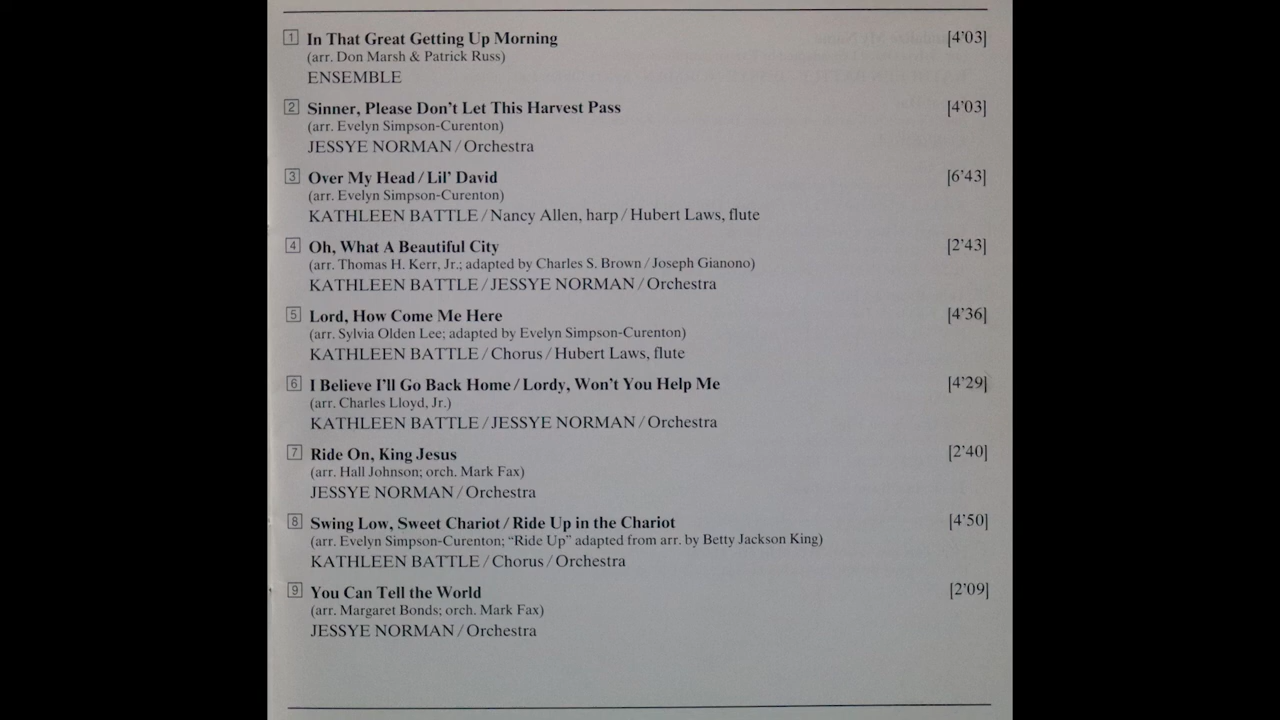 1 In That Great Getting Up Morning [4'03]
(arr. Don Marsh & Patrick Russ)
ENSEMBLE
2 Sinner, Please Don't Let This Harvest Pass [4'03]
(arr. Evelyn Simpson-Curenton)
JESSYE NORMAN / Orchestra
3 Over My Head / Lil' David [6'43]
(arr. Evelyn Simpson-Curenton)
KATHLEEN BATTLE / Nancy Allen, harp / Hubert Laws, flute
4 Oh, What A Beautiful City [2'43]
(arr. Thomas H. Kerr, Jr.; adapted by Charles S. Brown / Joseph Gianono)
KATHLEEN BATTLE / JESSYE NORMAN / Orchestra
5 Lord, How Come Me Here [4'36]
(arr. Sylvia Olden Lee; adapted by Evelyn Simpson-Curenton)
KATHLEEN BATTLE / Chorus / Hubert Laws, flute
6 I Believe I'll Go Back Home / Lordy, Won't You Help Me [4'29]
(arr. Charles Lloyd, Jr.)
KATHLEEN BATTLE / JESSYE NORMAN / Orchestra
7 Ride On, King Jesus [2'40]
(arr. Hall Johnson; orch. Mark Fax)
JESSYE NORMAN / Orchestra
8 Swing Low, Sweet Chariot / Ride Up in the Chariot [4'50]
(arr. Evelyn Simpson-Curenton; "Ride Up" adapted from arr. by Betty Jackson King)
KATHLEEN BATTLE / Chorus / Orchestra
9 You Can Tell the World [2'09]
(arr. Margaret Bonds; orch. Mark Fax)
JESSYE NORMAN / Orchestra